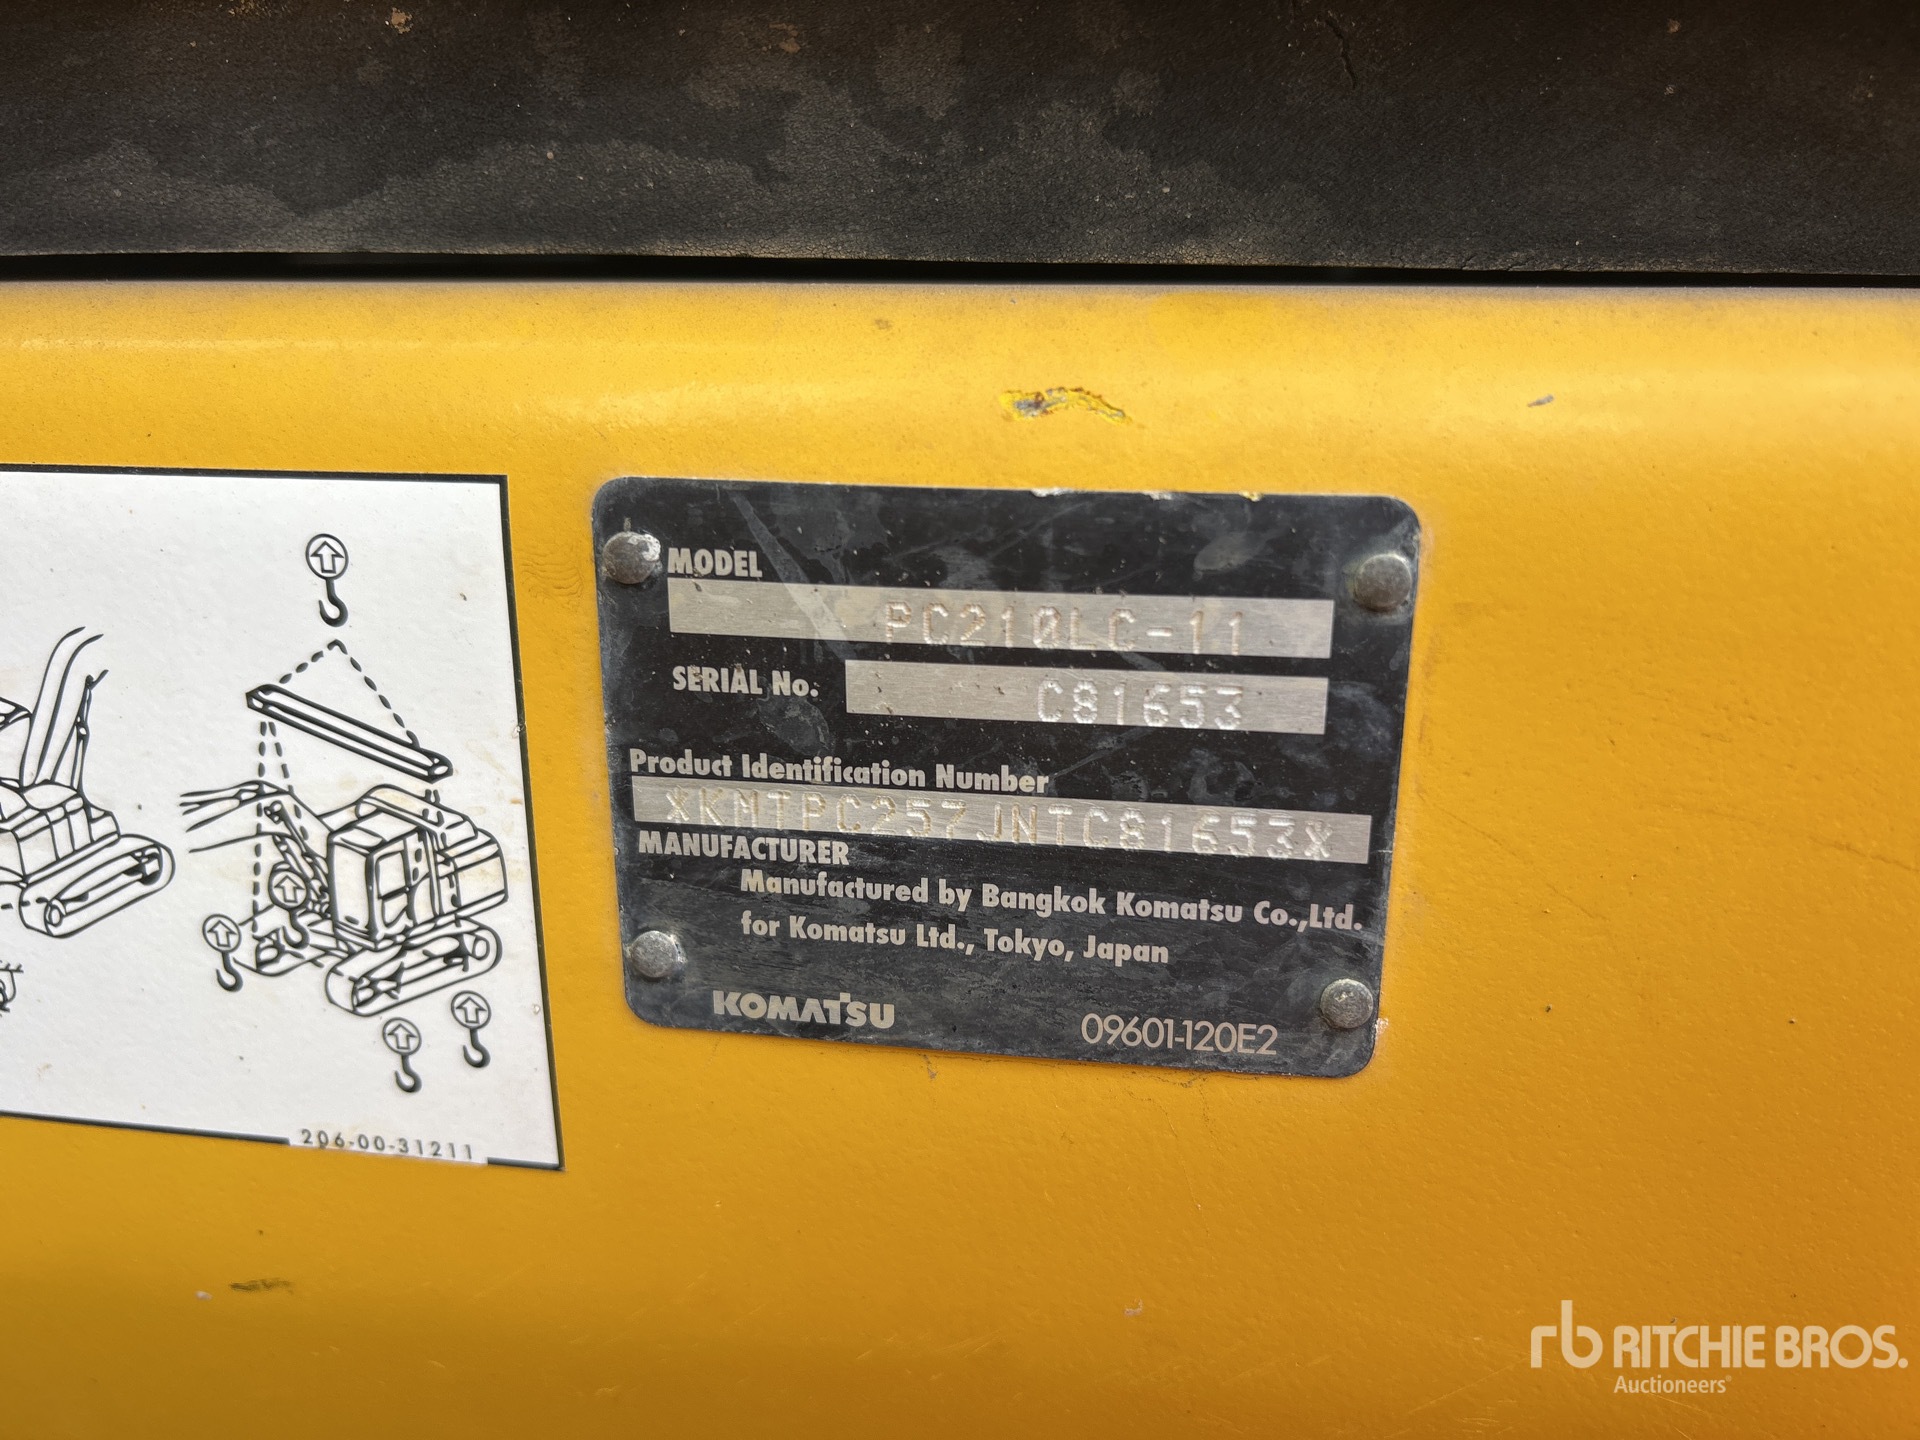 MODEL
PC210LC-11
SERIAL No.
C81653
Product Identification Number
*KMTPC257JNTC81653*
MANUFACTURER
Manufactured by Bangkok Komatsu Co.,Ltd.
for Komatsu Ltd., Tokyo, Japan
KOMATSU
09601-120E2
206-00-31211
rb RITCHIE BROS.
Auctioneers